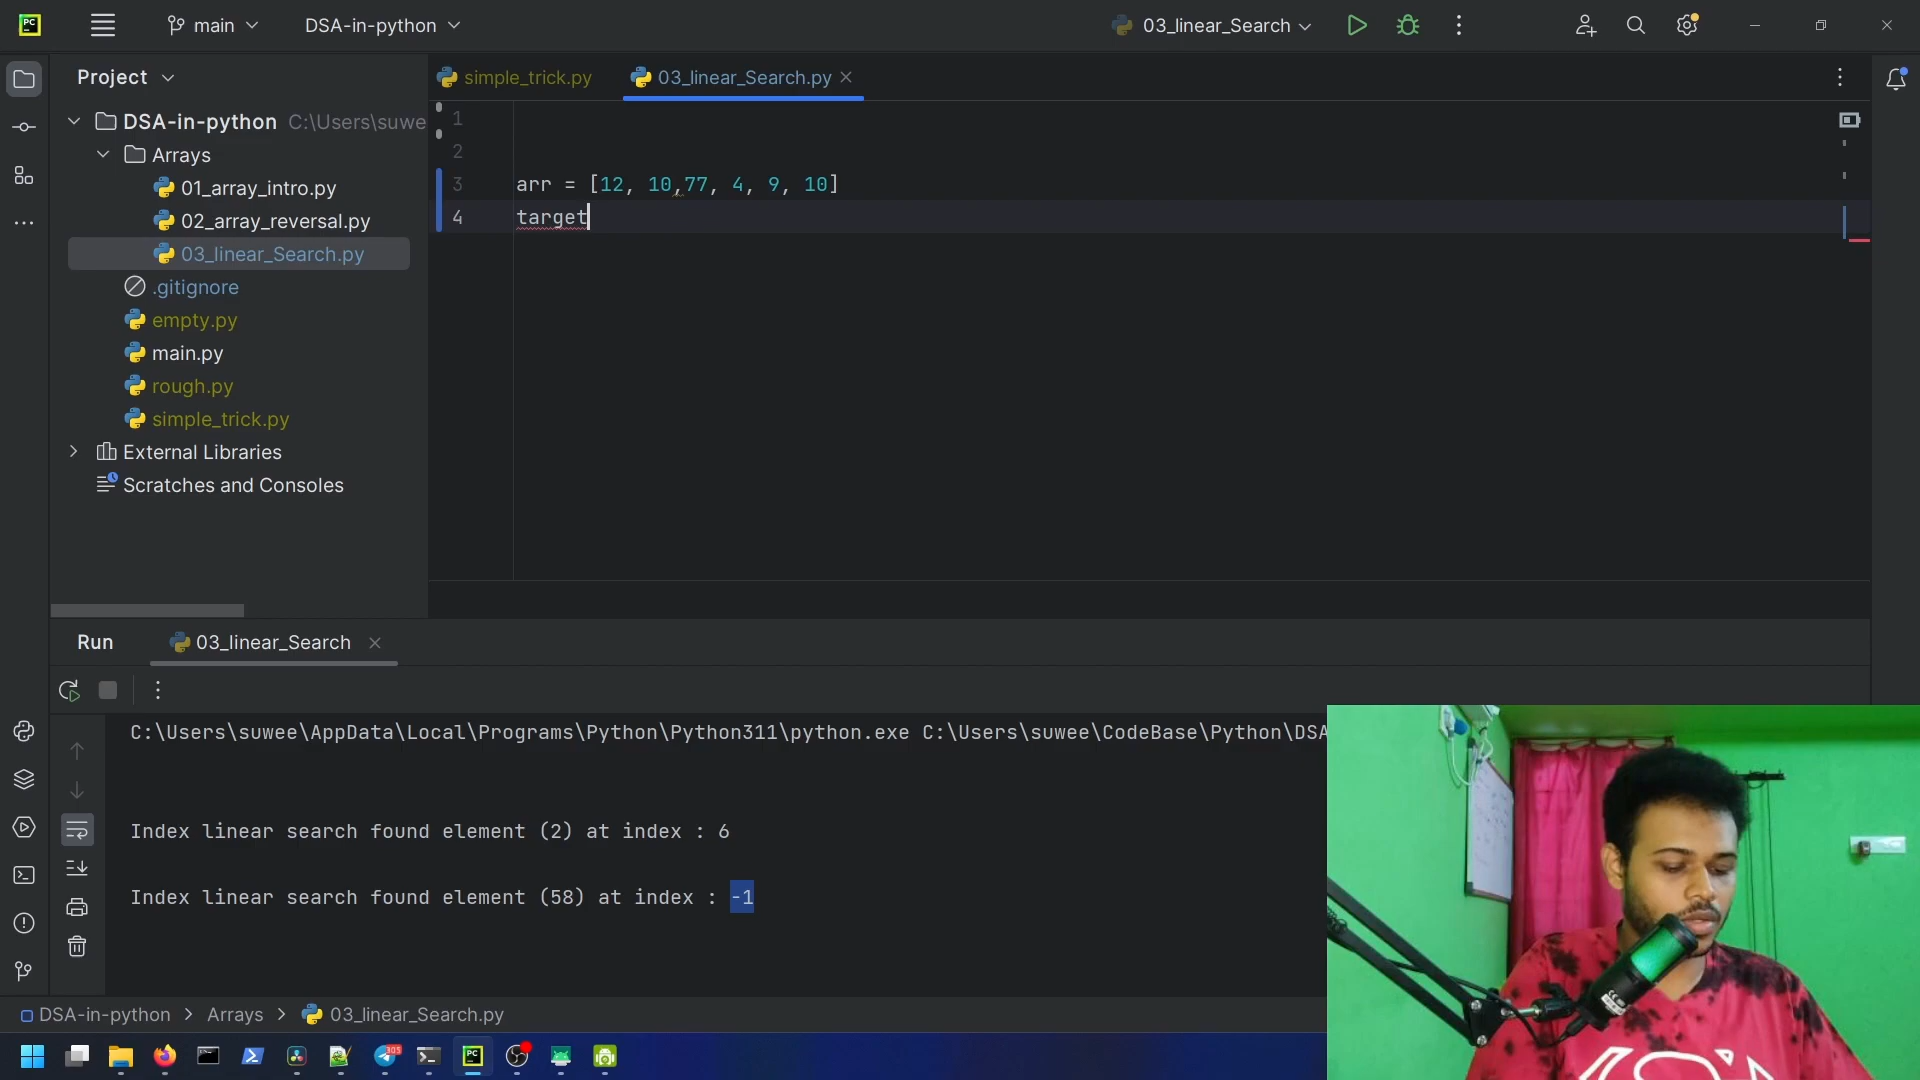 PC
main
DSA-in-python
03_linear_Search
Project
simple_trick.py
03_linear_Search.py
DSA-in-python C:\Users\suwe
Arrays
01_array_intro.py
02_array_reversal.py
03_linear_Search.py
.gitignore
empty.py
main.py
rough.py
simple_trick.py
External Libraries
Scratches and Consoles
1
2
3 arr = [12, 10,77, 4, 9, 10]
4 target
Run
03_linear_Search
C:\Users\suwee\AppData\Local\Programs\Python\Python311\python.exe C:\Users\suwee\CodeBase\Python\DSA
Index linear search found element (2) at index : 6
Index linear search found element (58) at index : -1
DSA-in-python > Arrays > 03_linear_Search.py
305
PC